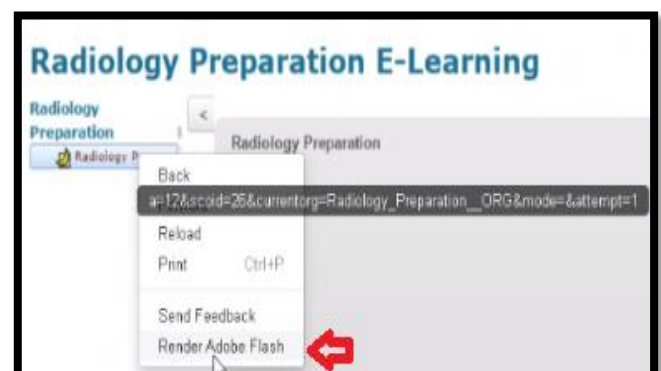 Radiology Preparation E-Learning
Radiology
Preparation
<
Radiology P
Radiology Preparation
Back
a=12&scoid=26&currentorg=Radiology_Preparation__ORG&mode=&attempt=1
Reload
Print Ctrl+P
Send Feedback
Render Adobe Flash